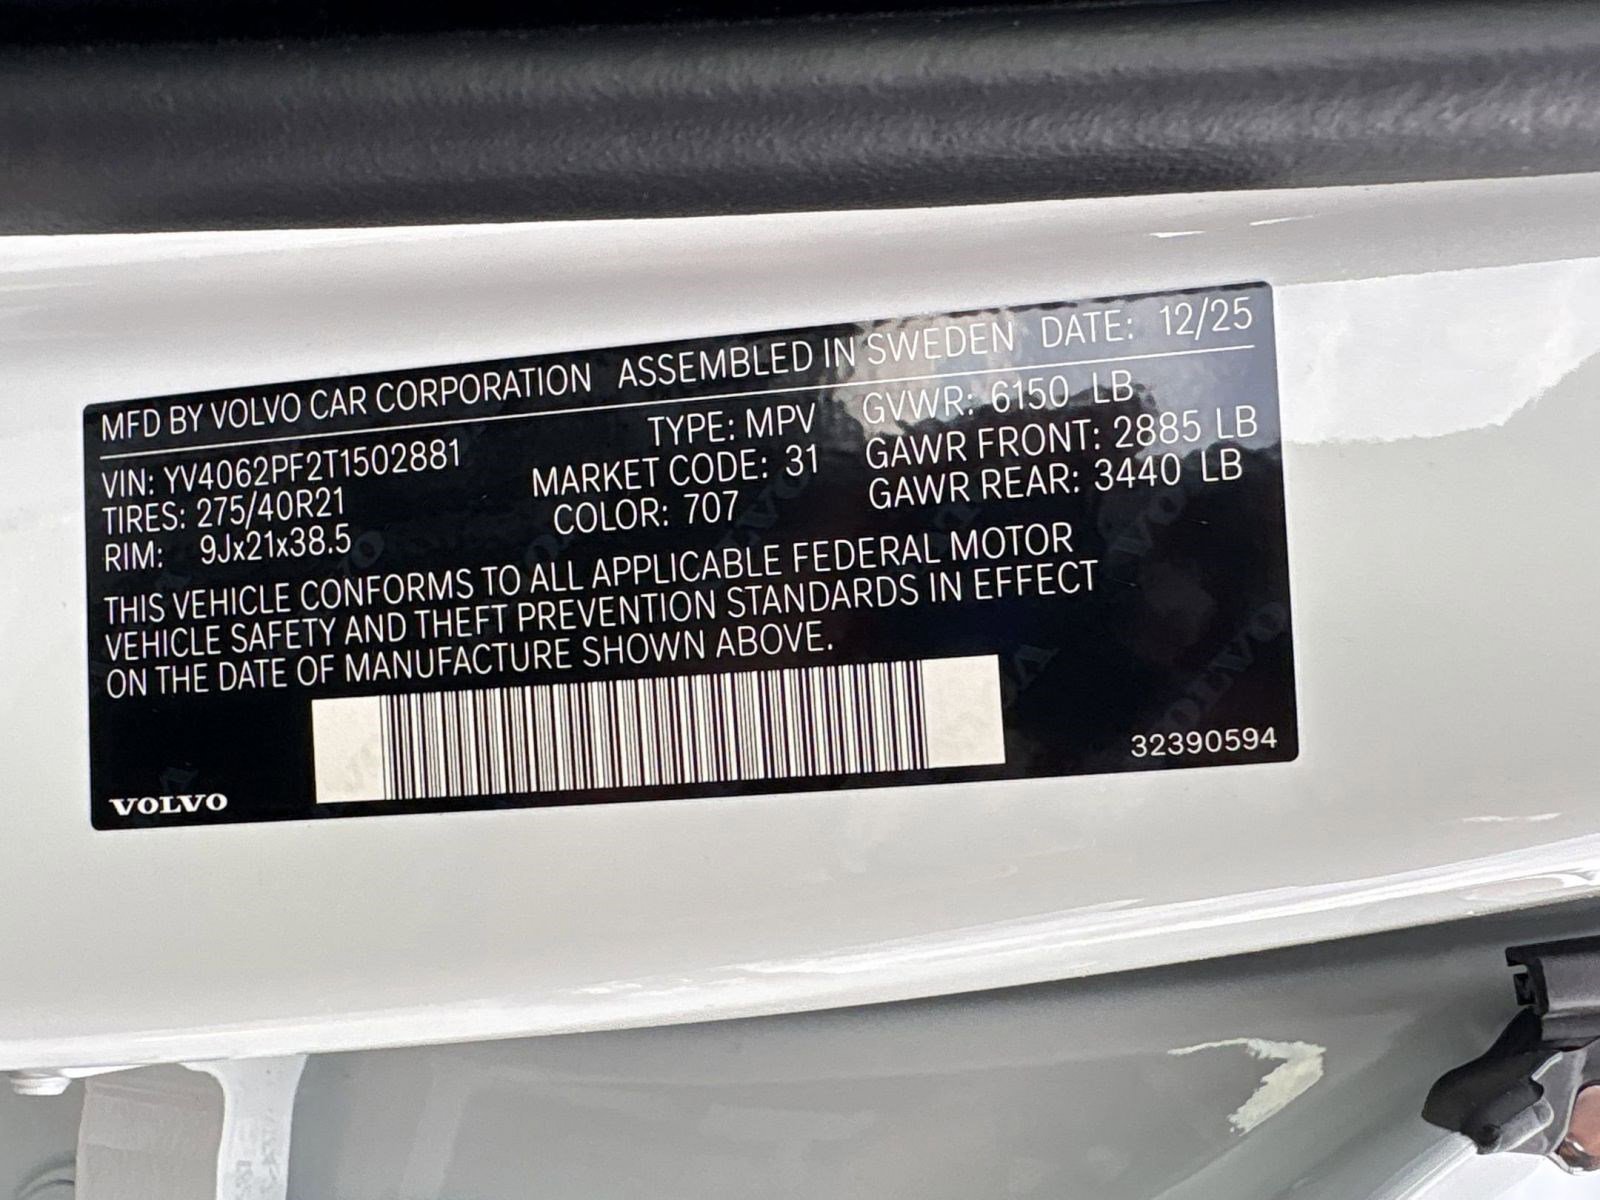 MFD BY VOLVO CAR CORPORATION ASSEMBLED IN SWEDEN DATE: 12/25
VIN: YV4062PF2T1502881 TYPE: MPV GVWR: 6150 LB
TIRES: 275/40R21 MARKET CODE: 31 GAWR FRONT: 2885 LB
RIM: 9Jx21x38.5 COLOR: 707 GAWR REAR: 3440 LB
THIS VEHICLE CONFORMS TO ALL APPLICABLE FEDERAL MOTOR
VEHICLE SAFETY AND THEFT PREVENTION STANDARDS IN EFFECT
ON THE DATE OF MANUFACTURE SHOWN ABOVE.
VOLVO 32390594